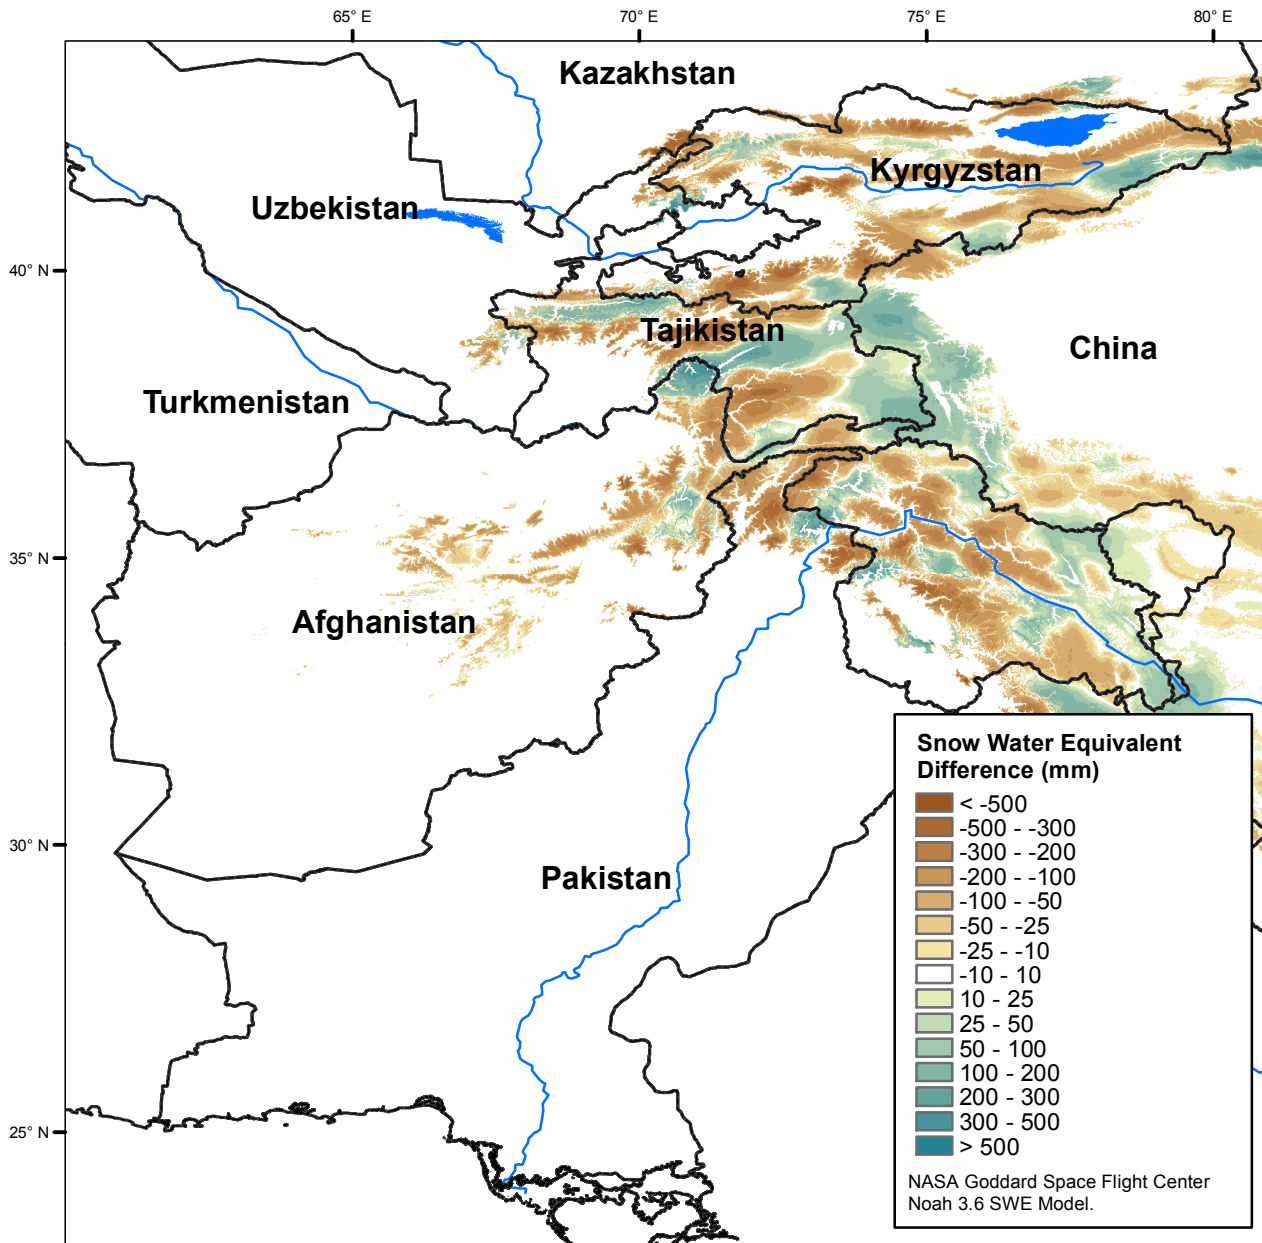 65° E
70° E
75° E
80° E
Kazakhstan
Kyrgyzstan
Uzbekistan
40° N
Tajikistan
China
Turkmenistan
35° N
Afghanistan
Snow Water Equivalent
Difference (mm)
< -500
-500 - -300
-300 - -200
-200 - -100
-100 - -50
-50 - -25
-25 - -10
-10 - 10
10 - 25
25 - 50
50 - 100
100 - 200
200 - 300
300 - 500
> 500
30° N
Pakistan
25° N
NASA Goddard Space Flight Center
Noah 3.6 SWE Model.